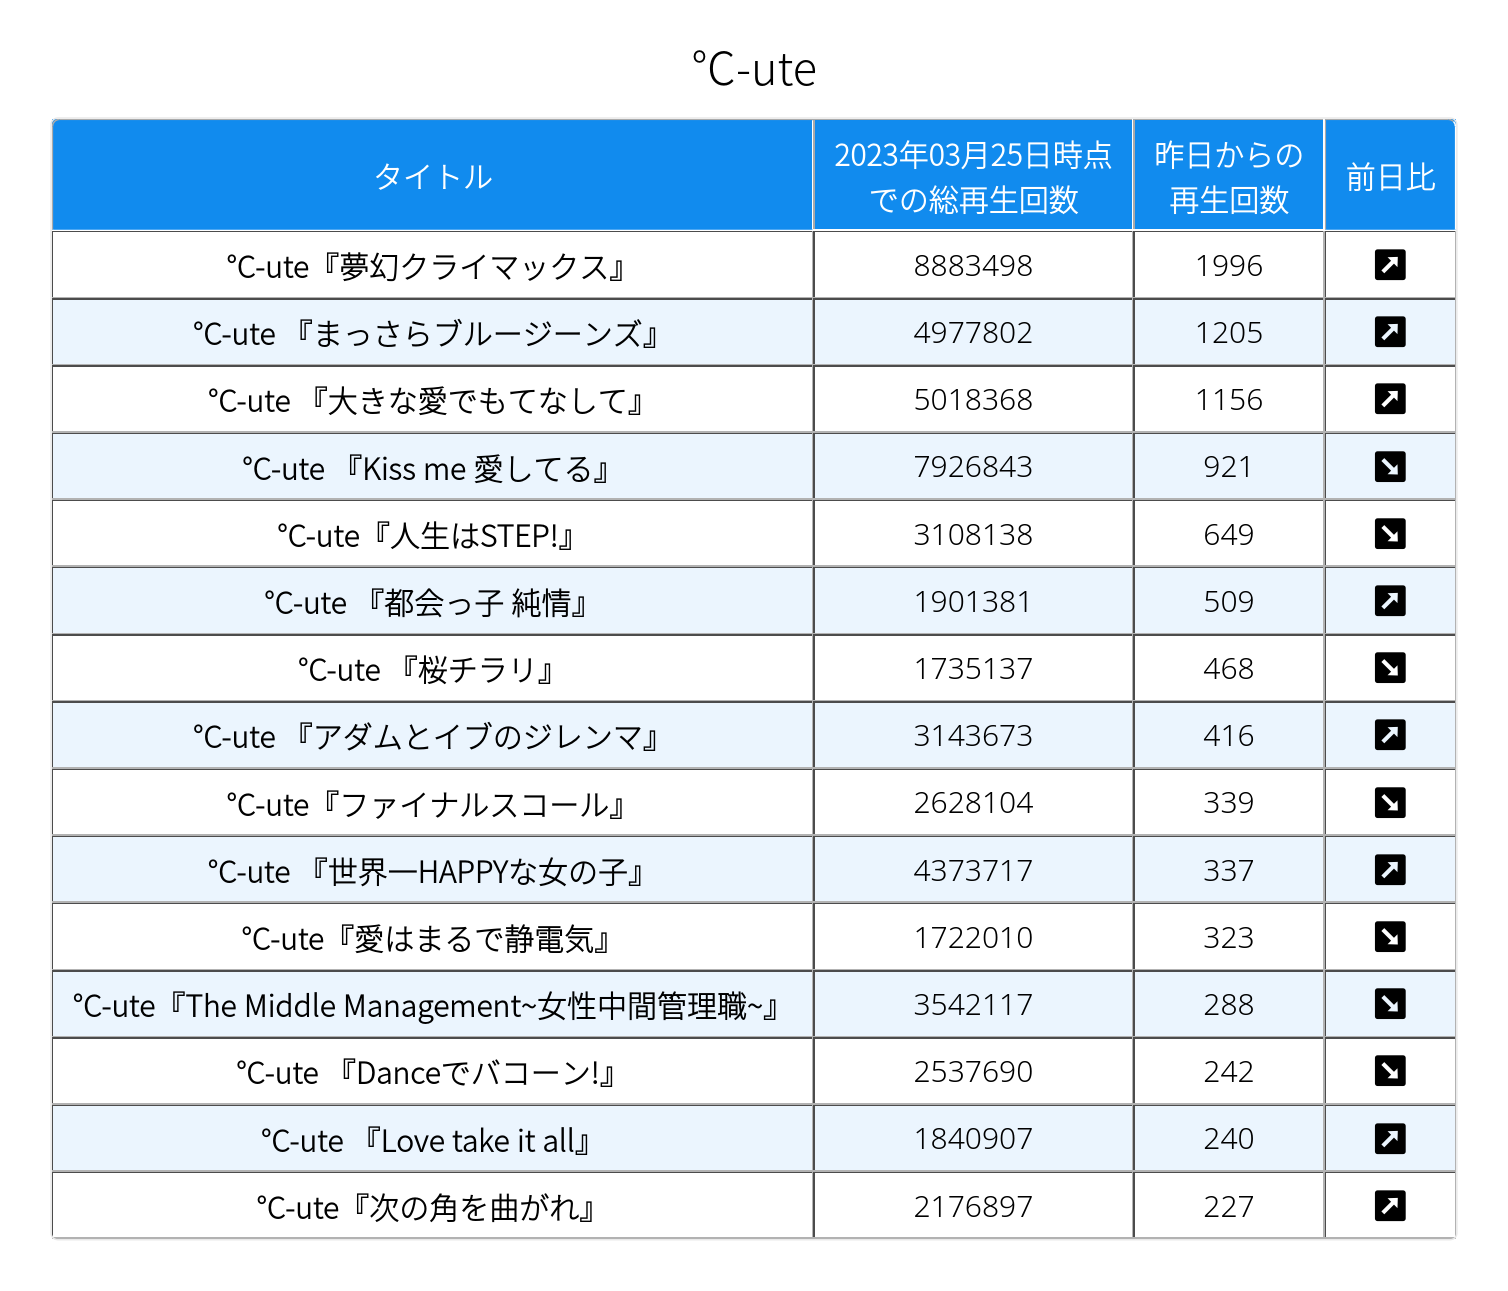 ℃-ute
タイトル
2023年03月25日時点
での総再生回数
昨日からの
再生回数
前日比
℃-ute『夢幻クライマックス』 8883498 1996 ↗
℃-ute 『まっさらブルージーンズ』 4977802 1205 ↗
℃-ute 『大きな愛でもてなして』 5018368 1156 ↗
℃-ute 『Kiss me 愛してる』 7926843 921 ↘
℃-ute『人生はSTEP!』 3108138 649 ↘
℃-ute 『都会っ子 純情』 1901381 509 ↗
℃-ute 『桜チラリ』 1735137 468 ↘
℃-ute 『アダムとイブのジレンマ』 3143673 416 ↗
℃-ute『ファイナルスコール』 2628104 339 ↘
℃-ute 『世界一HAPPYな女の子』 4373717 337 ↗
℃-ute『愛はまるで静電気』 1722010 323 ↘
℃-ute『The Middle Management~女性中間管理職~』 3542117 288 ↘
℃-ute 『Danceでバコーン!』 2537690 242 ↘
℃-ute 『Love take it all』 1840907 240 ↗
℃-ute『次の角を曲がれ』 2176897 227 ↗